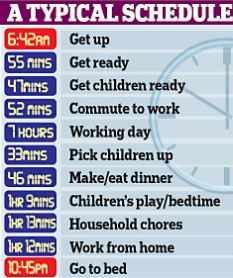 A TYPICAL SCHEDULE
6:42AM Get up
55 MINS Get ready
47MINS Get children ready
52 MINS Commute to work
7 HOURS Working day
33MINS Pick children up
46 MINS Make/eat dinner
1HR 9MINS Children's play/bedtime
1HR 13MINS Household chores
1HR 12MINS Work from home
10:45PM Go to bed